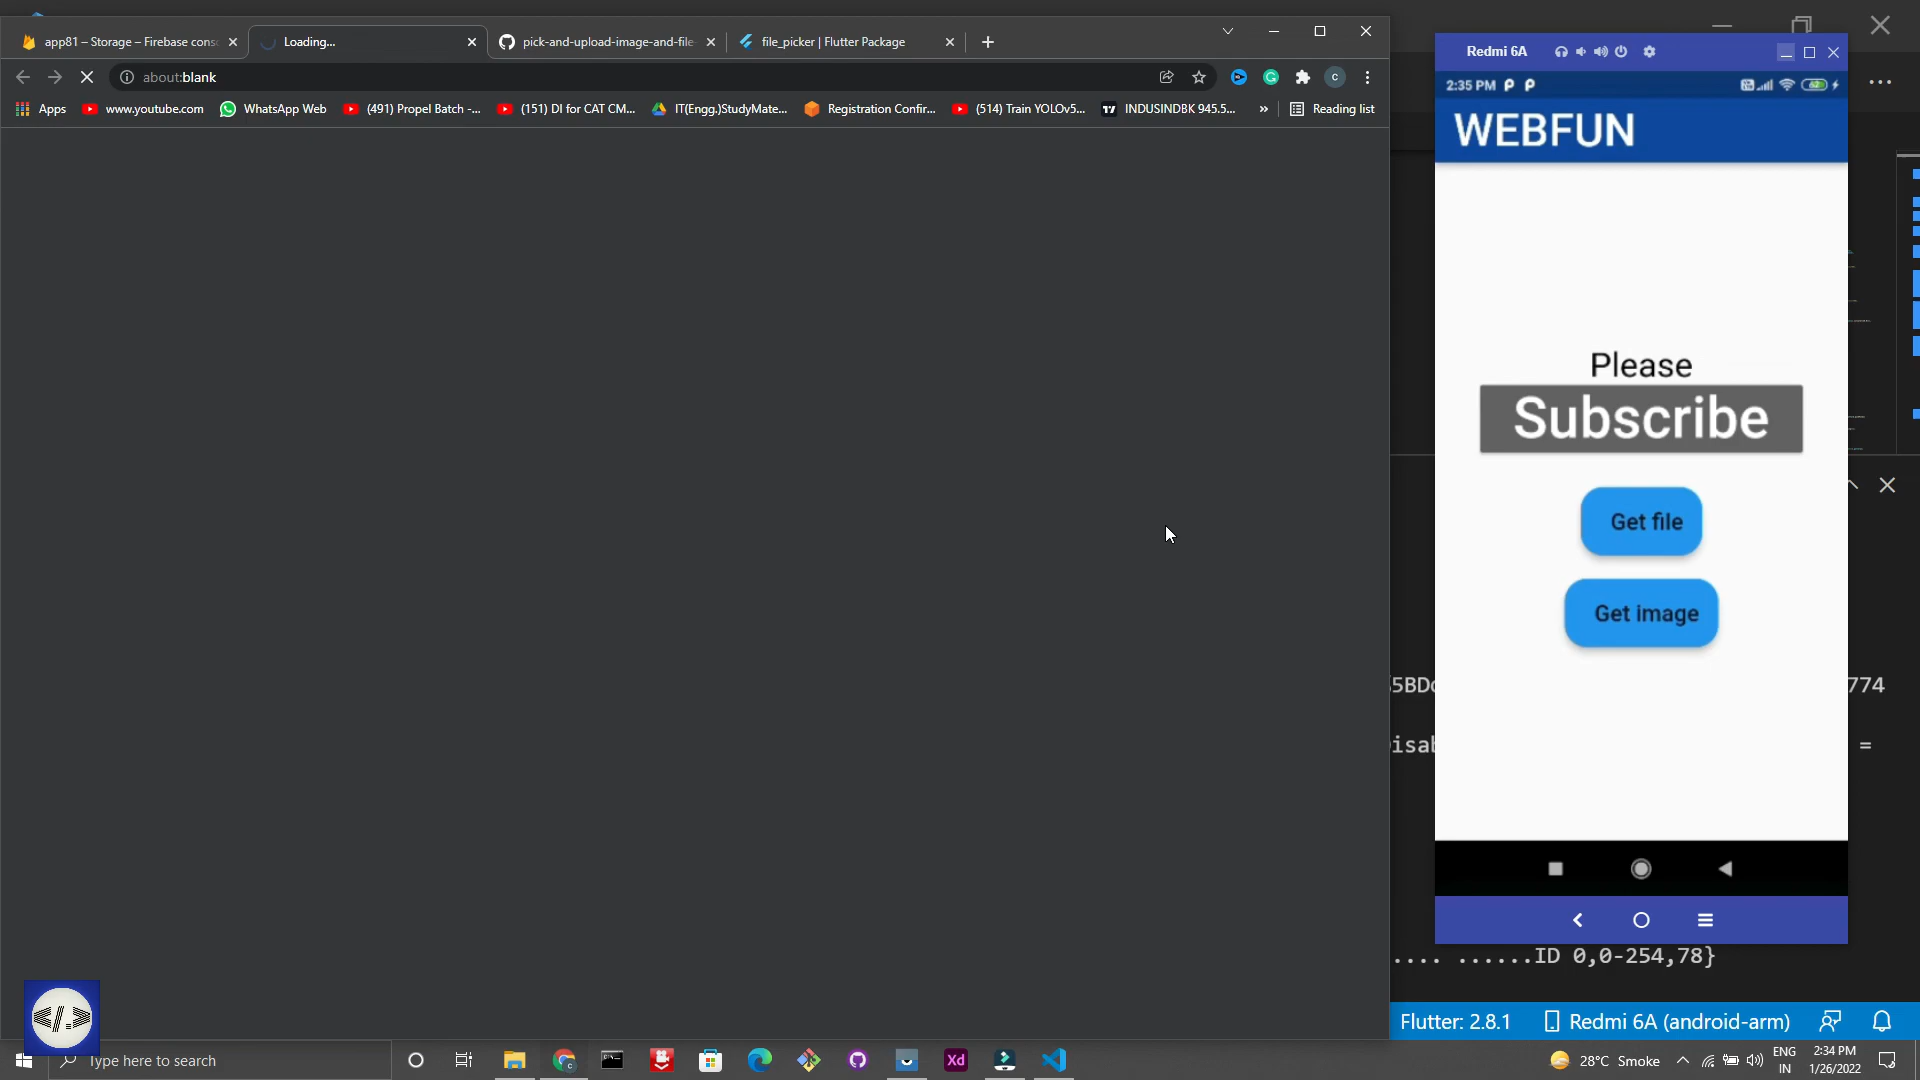 app81 – Storage – Firebase cons
Loading...
pick-and-upload-image-and-file-
file_picker | Flutter Package
about:blank
Apps
www.youtube.com
WhatsApp Web
(491) Propel Batch -...
(151) DI for CAT CM...
IT(Engg.)StudyMate...
Registration Confir...
(514) Train YOLOv5...
INDUSINDBK 945.5...
»
Reading list
Redmi 6A
2:35 PM
WEBFUN
Please
Subscribe
Get file
Get image
774
=
.... ......ID 0,0-254,78}
Flutter: 2.8.1
Redmi 6A (android-arm)
</.>
Type here to search
Xd
28°C Smoke
ENG
IN
2:34 PM
1/26/2022